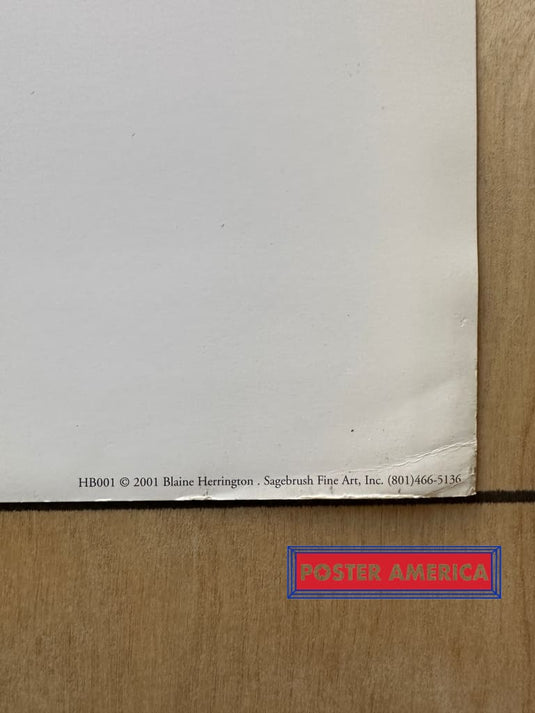 HB001 © 2001 Blaine Herrington . Sagebrush Fine Art, Inc. (801)466-5136
POSTER AMERICA